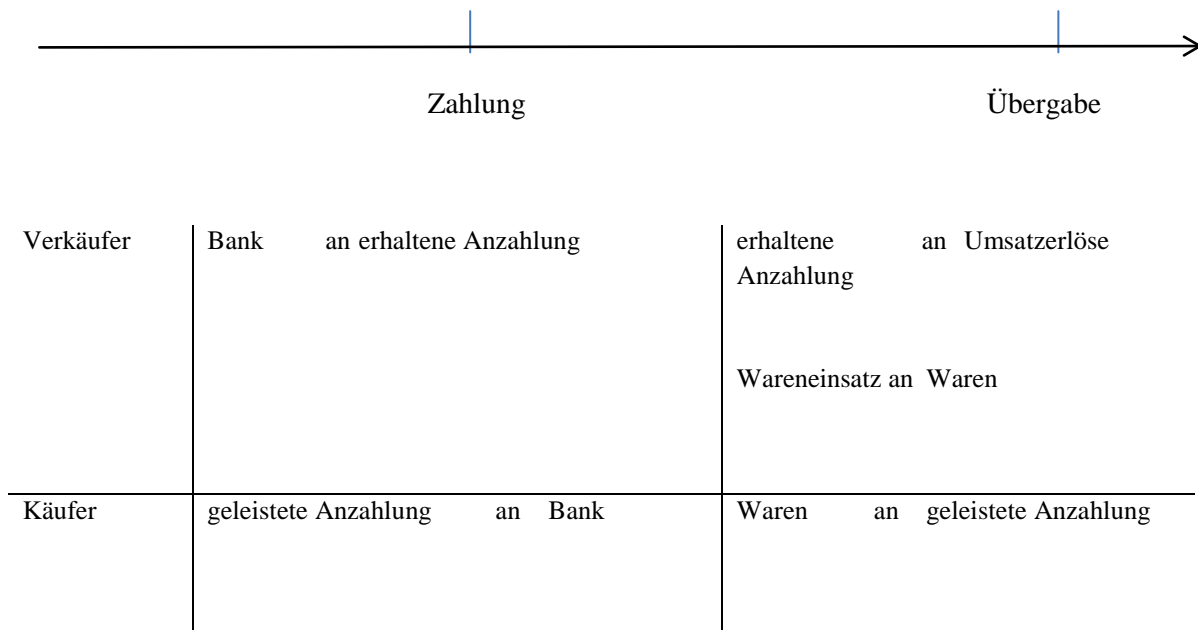 Zahlung Übergabe
Verkäufer Bank an erhaltene Anzahlung erhaltene an Umsatzerlöse
Anzahlung
Wareneinsatz an Waren
Käufer geleistete Anzahlung an Bank Waren an geleistete Anzahlung